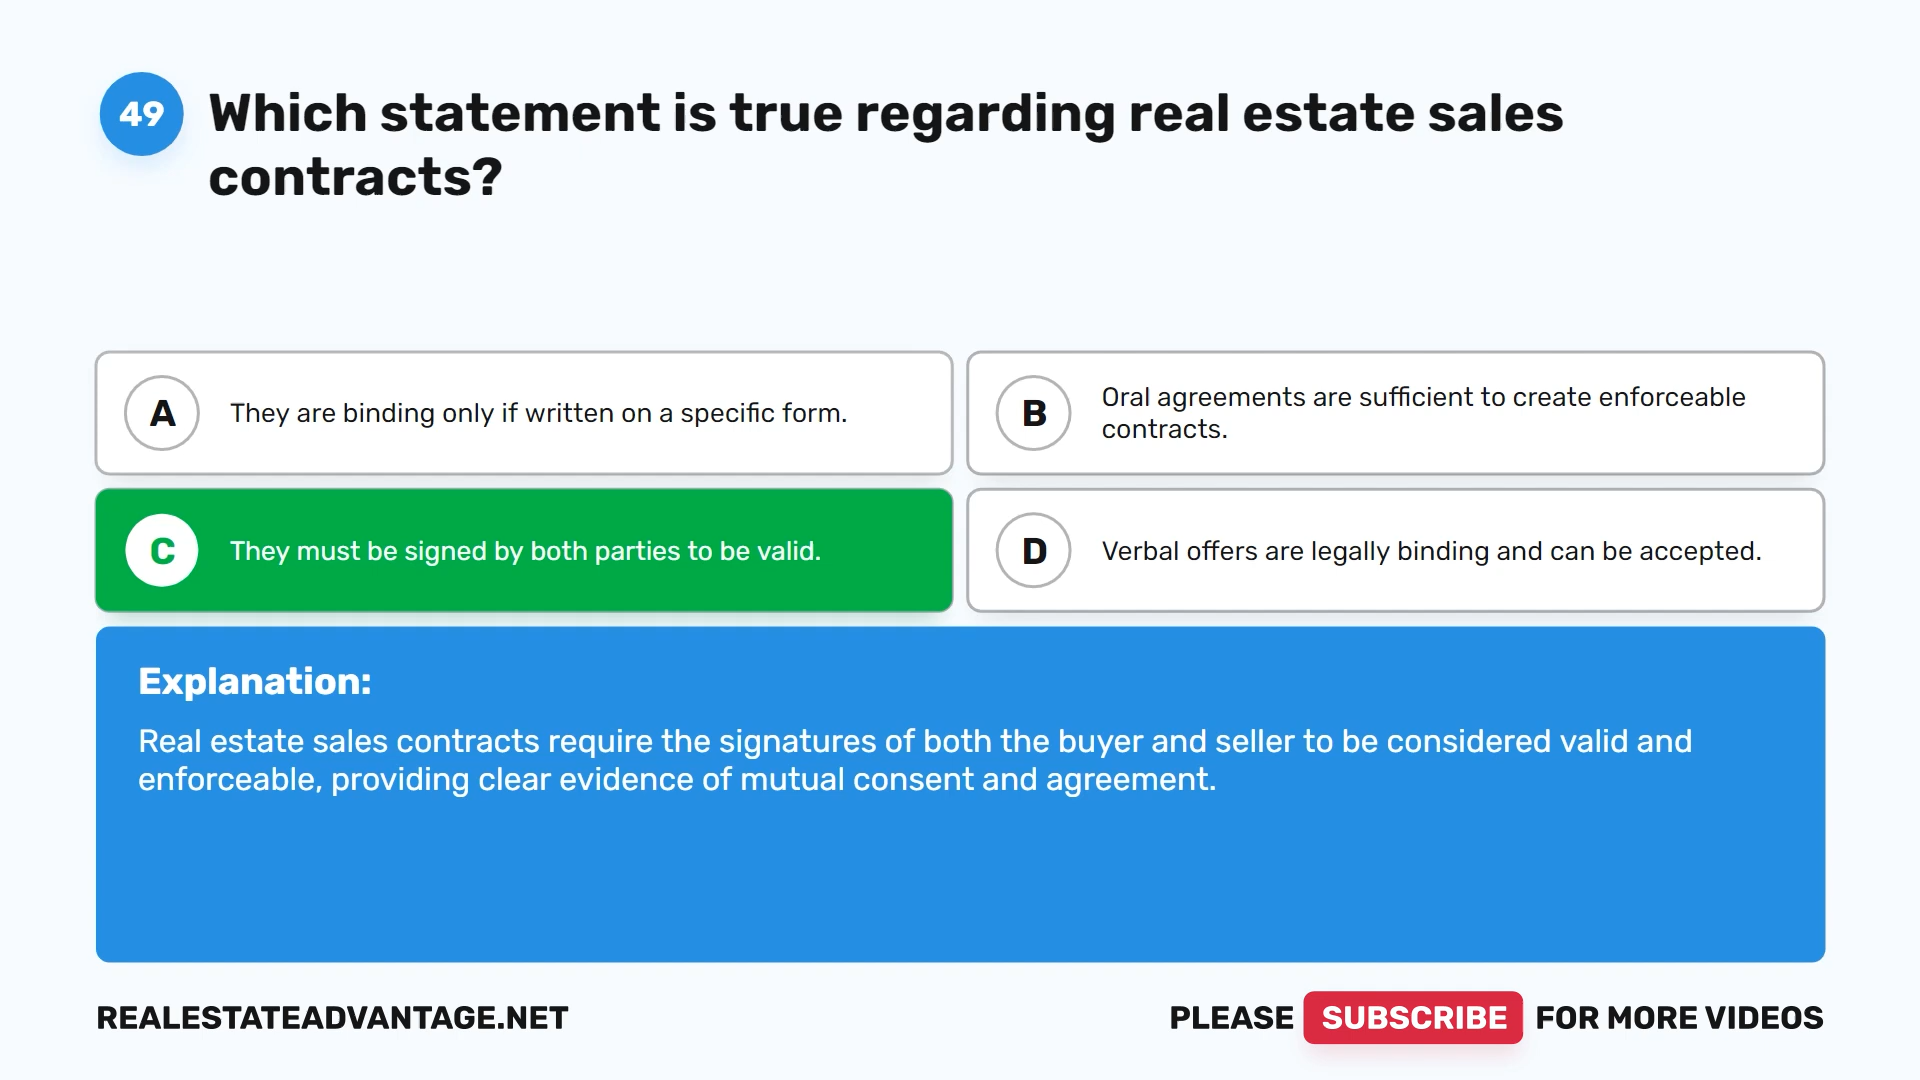 49
Which statement is true regarding real estate sales
contracts?
A
They are binding only if written on a specific form.
B
Oral agreements are sufficient to create enforceable
contracts.
C
They must be signed by both parties to be valid.
D
Verbal offers are legally binding and can be accepted.
Explanation:
Real estate sales contracts require the signatures of both the buyer and seller to be considered valid and
enforceable, providing clear evidence of mutual consent and agreement.
REALESTATEADVANTAGE.NET
PLEASE SUBSCRIBE FOR MORE VIDEOS